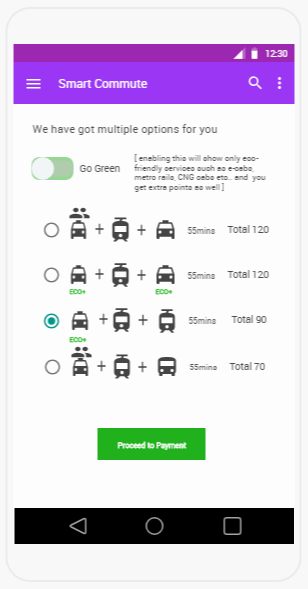 12:30
Smart Commute
We have got multiple options for you
Go Green
[ enabling this will show only eco-
friendly services such as e-cabs,
metro rails, CNG cabs etc.. and you
get extra points as well ]
+ + 55mins Total 120
+ + 55mins Total 120
ECO+ ECO+
+ + 55mins Total 90
ECO+
+ + 55mins Total 70
Proceed to Payment